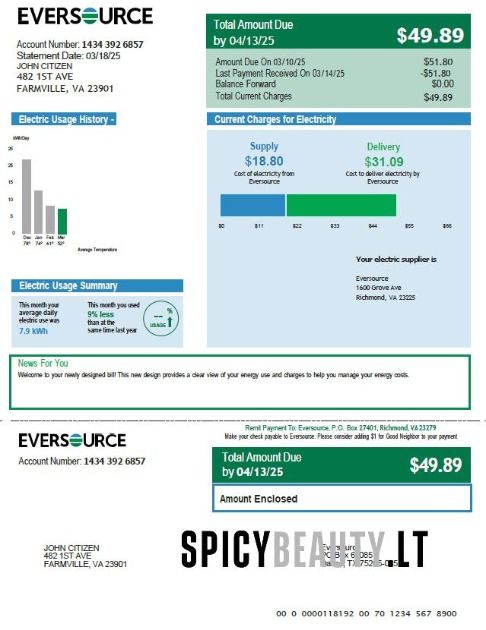 EVERSOURCE
Account Number: 1434 392 6857
Statement Date: 03/18/25
JOHN CITIZEN
482 1ST AVE
FARMVILLE, VA 23901
Total Amount Due
by 04/13/25
$49.89
Amount Due On 03/10/25 $51.80
Last Payment Received On 03/14/25 -$51.80
Balance Forward $0.00
Total Current Charges $49.89
Electric Usage History -
kWh/Day
25
15
10
5
0
Dec Jan Feb Mar
Average Temperature
Current Charges for Electricity
Supply
$18.80
Cost of electricity from
Eversource
Delivery
$31.09
Cost to deliver electricity by
Eversource
$0 $11 $22 $33 $44 $55 $66
Your electric supplier is
Eversource
1600 Grove Ave
Richmond, VA 23225
Electric Usage Summary
This month your
average daily
electric use was
7.9 kWh
This month you used
9% less
than at the
same time last year
-- %
USAGE
News For You
Welcome to your newly designed bill! This new design provides a clear view of your energy use and charges to help you manage your energy costs.
Remit Payment To: Eversource, P.O. Box 27401, Richmond, VA 23279
Make your check payable to Eversource. Please consider adding $1 for Good Neighbor to your payment
EVERSOURCE
Account Number: 1434 392 6857
Total Amount Due
by 04/13/25
$49.89
Amount Enclosed
JOHN CITIZEN
482 1ST AVE
FARMVILLE, VA 23901
SPICYBEAUTY.LT
00 0 0000118192 00 70 1234 567 8900